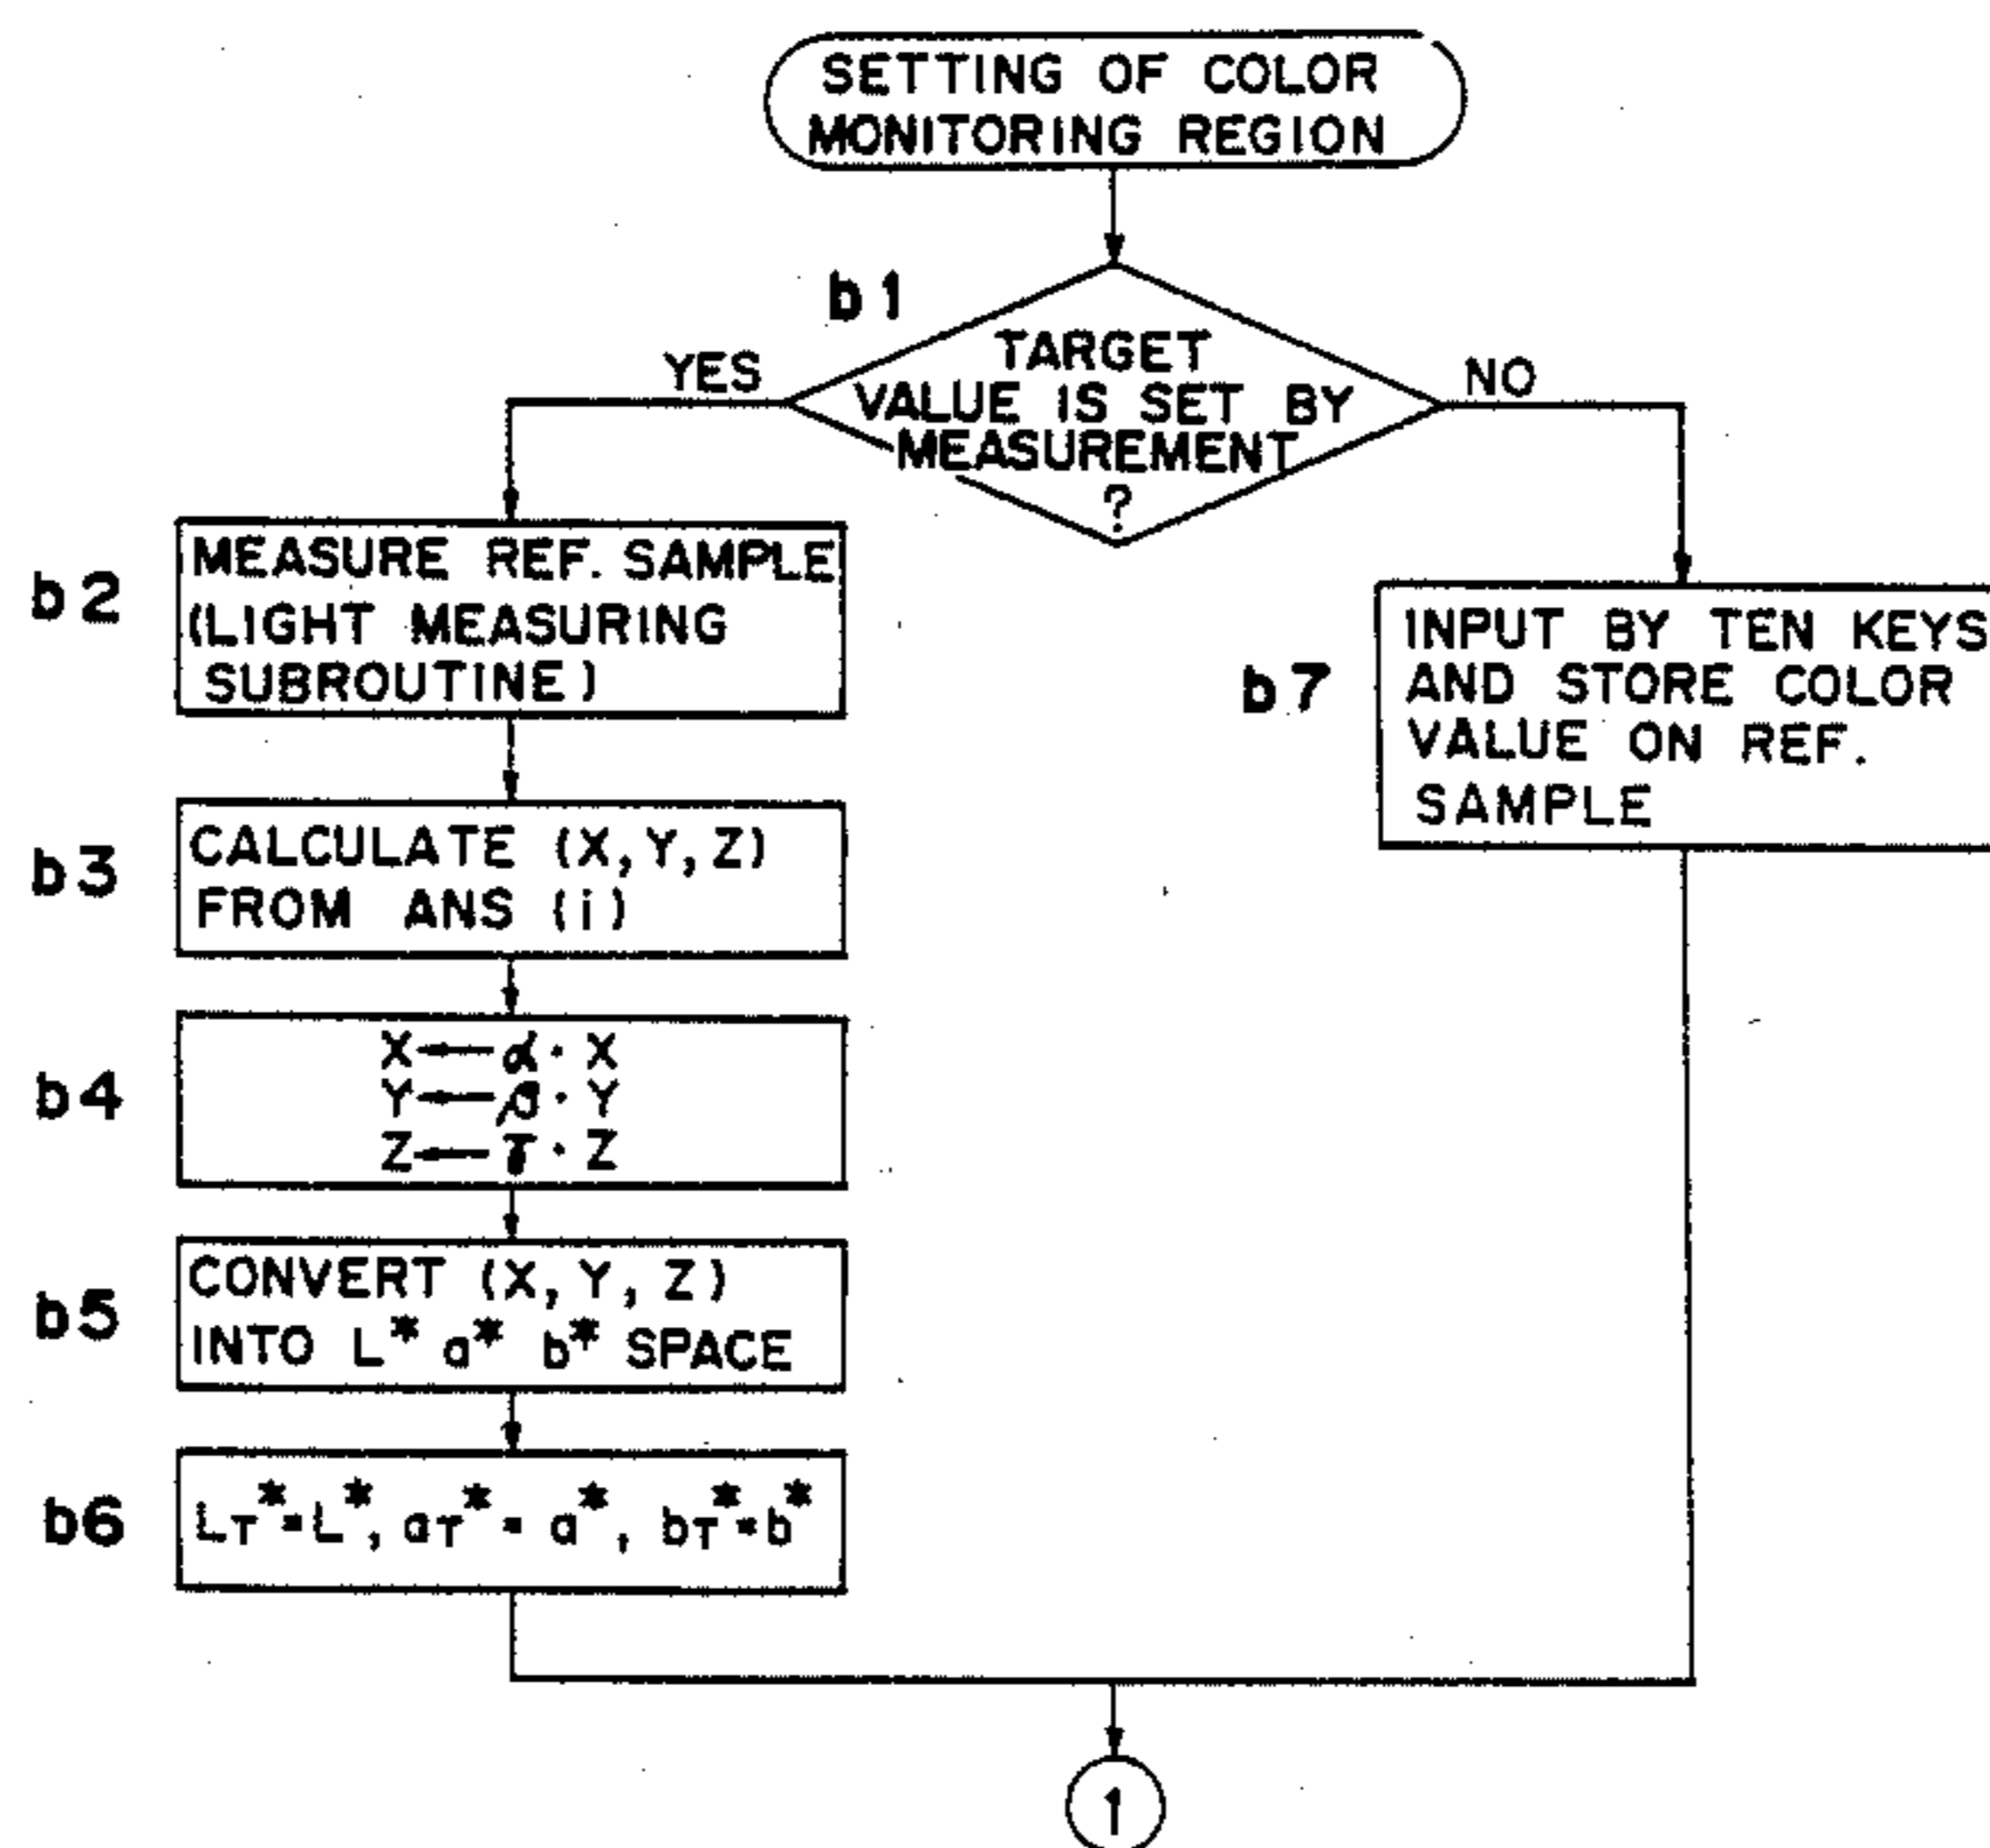 SETTING OF COLOR
MONITORING REGION
b1
TARGET
VALUE IS SET BY
MEASUREMENT
?
YES
NO
b2
MEASURE REF. SAMPLE
(LIGHT MEASURING
SUBROUTINE)
b3
CALCULATE (X, Y, Z)
FROM ANS (i)
b4
X ← α · X
Y ← β · Y
Z ← γ · Z
b5
CONVERT (X, Y, Z)
INTO L* a* b* SPACE
b6
LT* = L*, aT* = a*, bT* = b*
b7
INPUT BY TEN KEYS
AND STORE COLOR
VALUE ON REF.
SAMPLE
1